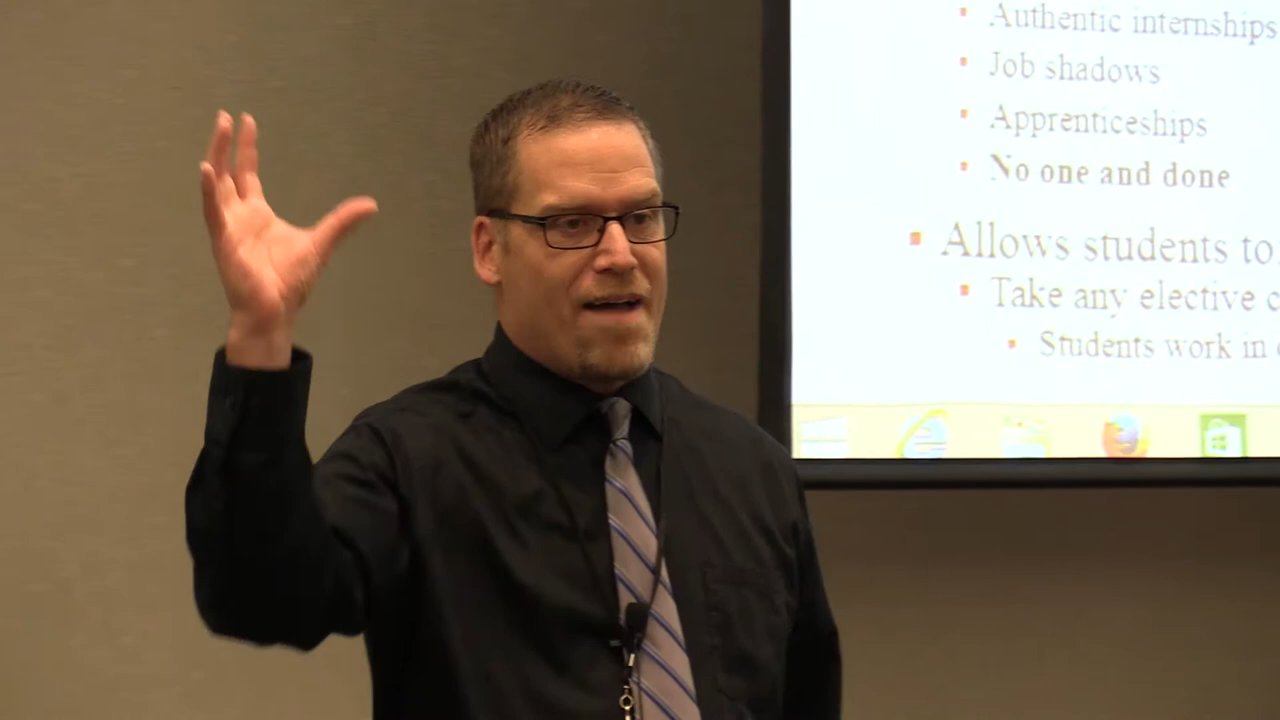 Authentic internships
Job shadows
Apprenticeships
No one and done
Allows students to
Take any elective
Students work in